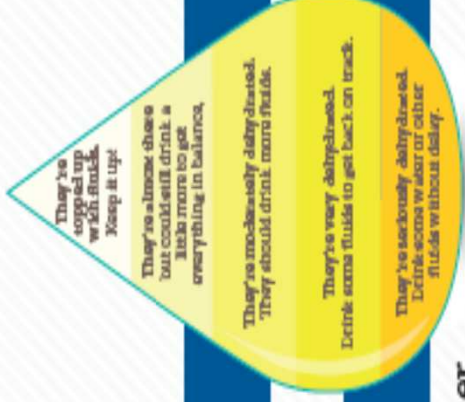 They're
topped up
with fluids.
Keep it up!
They're almost there
but could still drink a
little more to get
everything in balance,
They're moderately dehydrated.
They should drink more fluids.
They're very dehydrated.
Drink some fluids to get back on track.
They're seriously dehydrated.
Drink some water or other
fluids without delay.
or